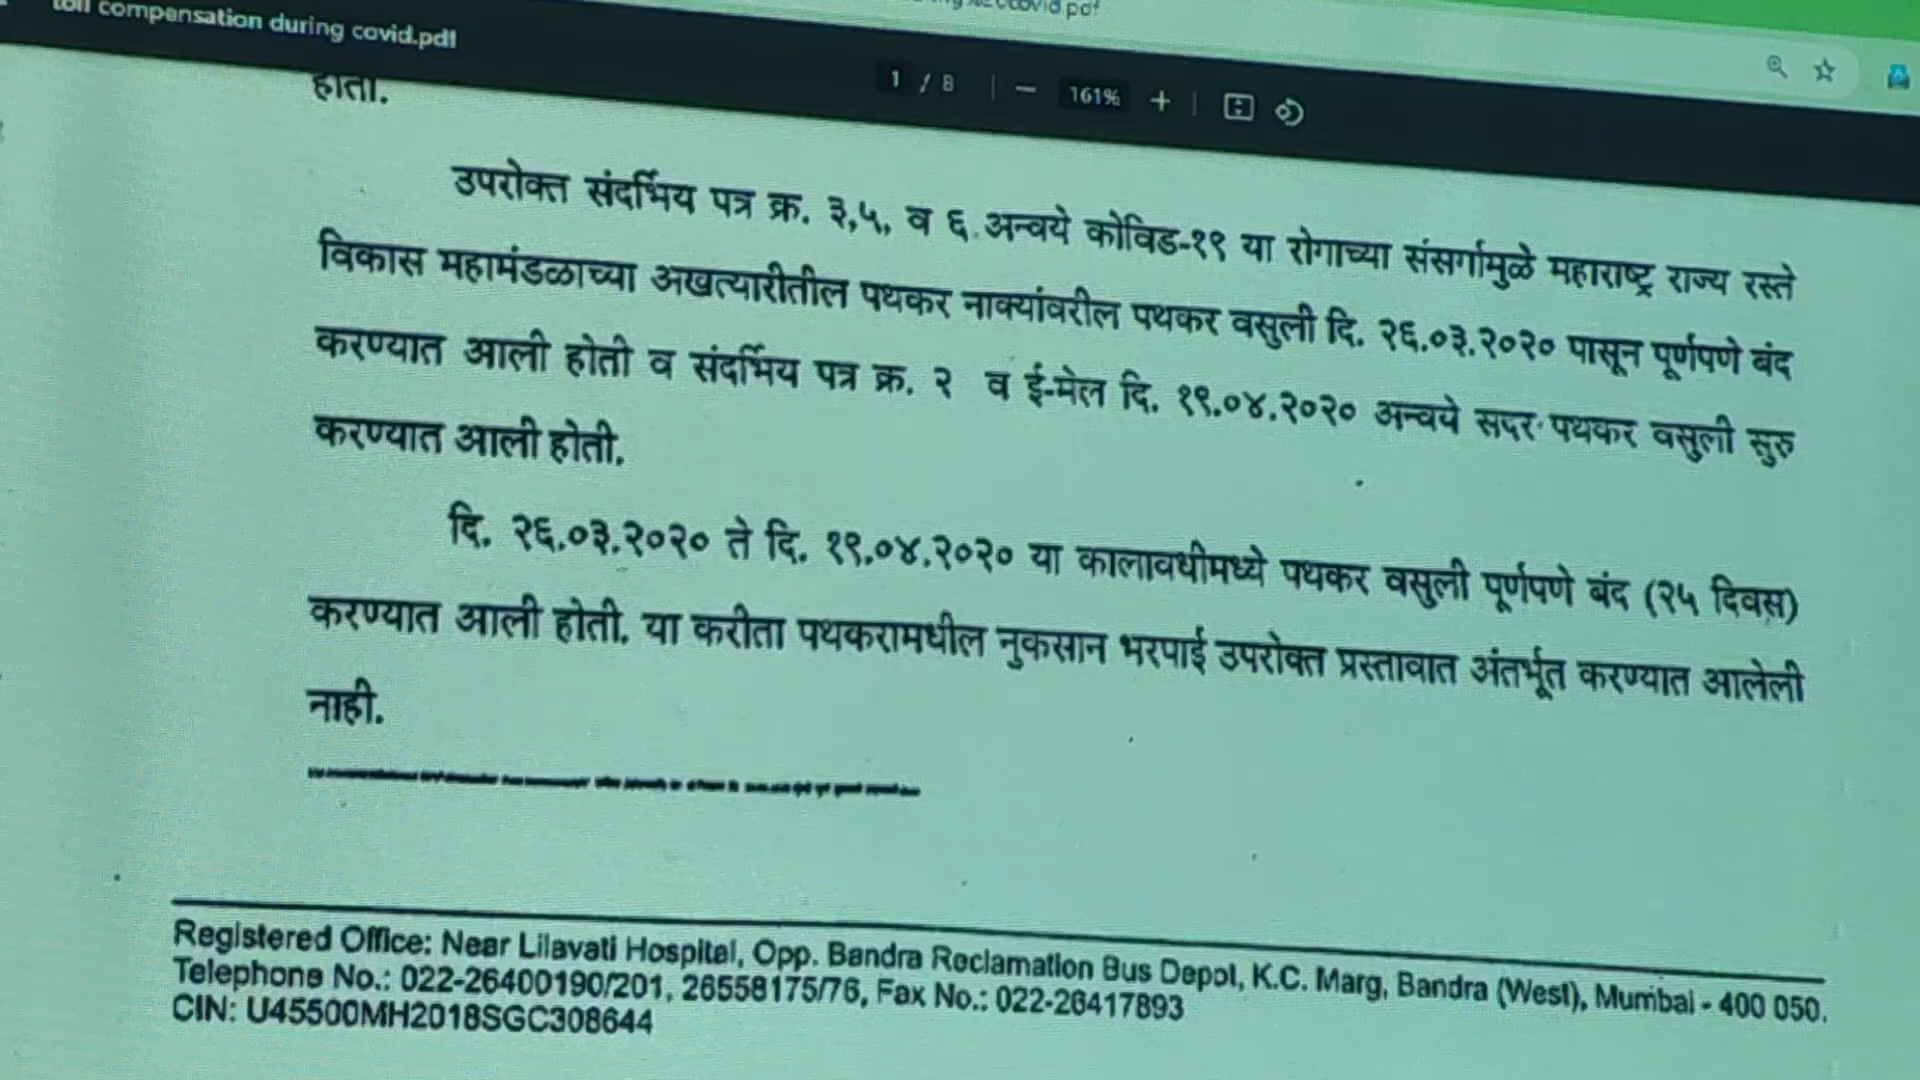 toll compensation during covid.pdf
covid.pdf
1 / 8 | − 161% + |
होता.
उपरोक्त संदर्भिय पत्र क्र. ३,५, व ६ अन्वये कोविड-१९ या रोगाच्या संसर्गामुळे महाराष्ट्र राज्य रस्ते
विकास महामंडळाच्या अखत्यारीतील पथकर नाक्यांवरील पथकर वसुली दि. २६.०३.२०२० पासून पूर्णपणे बंद
करण्यात आली होती व संदर्भिय पत्र क्र. २ व ई-मेल दि. १९.०४.२०२० अन्वये सदर पथकर वसुली सुरु
करण्यात आली होती.
दि. २६.०३.२०२० ते दि. १९.०४.२०२० या कालावधीमध्ये पथकर वसुली पूर्णपणे बंद (२५ दिवस)
करण्यात आली होती. या करीता पथकरामधील नुकसान भरपाई उपरोक्त प्रस्तावात अंतर्भूत करण्यात आलेली
नाही.
Registered Office: Near Lilavati Hospital, Opp. Bandra Reclamation Bus Depot, K.C. Marg, Bandra (West), Mumbai - 400 050.
Telephone No.: 022-26400190/201, 26558175/76, Fax No.: 022-26417893
CIN: U45500MH2018SGC308644